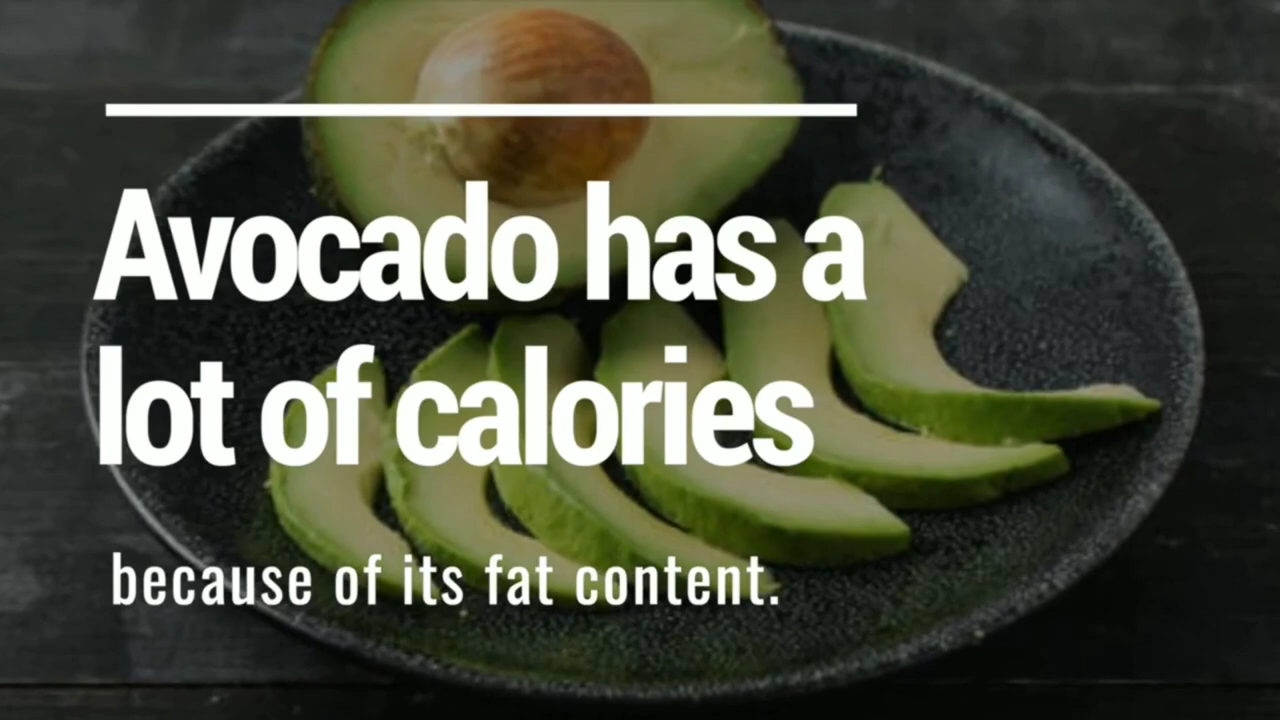 Avocado has a
lot of calories
because of its fat content.